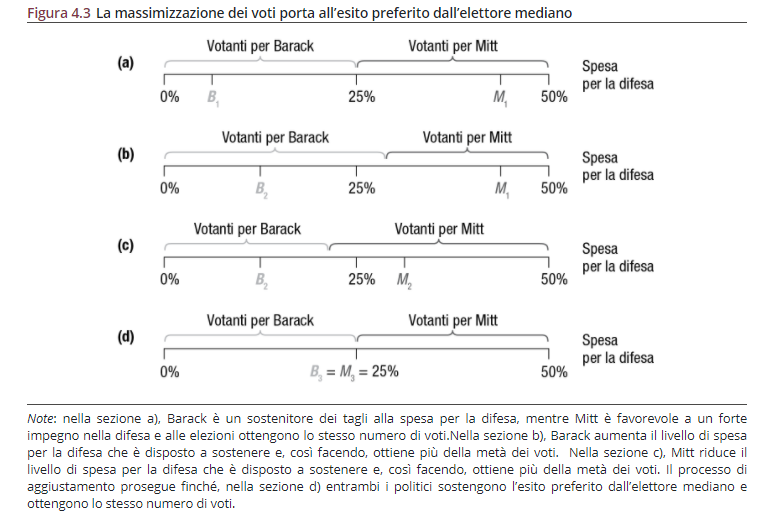 Figura 4.3 La massimizzazione dei voti porta all'esito preferito dall'elettore mediano
Votanti per Barack Votanti per Mitt
(a)
Spesa
per la difesa
0% B1 25% M1 50%
Votanti per Barack Votanti per Mitt
(b)
Spesa
per la difesa
0% B2 25% M1 50%
Votanti per Barack Votanti per Mitt
(c)
Spesa
per la difesa
0% B2 25% M2 50%
Votanti per Barack Votanti per Mitt
(d)
Spesa
per la difesa
0% B3 = M3 = 25% 50%
Note: nella sezione a), Barack è un sostenitore dei tagli alla spesa per la difesa, mentre Mitt è favorevole a un forte
impegno nella difesa e alle elezioni ottengono lo stesso numero di voti.Nella sezione b), Barack aumenta il livello di spesa
per la difesa che è disposto a sostenere e, così facendo, ottiene più della metà dei voti. Nella sezione c), Mitt riduce il
livello di spesa per la difesa che è disposto a sostenere e, così facendo, ottiene più della metà dei voti. Il processo di
aggiustamento prosegue finché, nella sezione d) entrambi i politici sostengono l'esito preferito dall'elettore mediano e
ottengono lo stesso numero di voti.